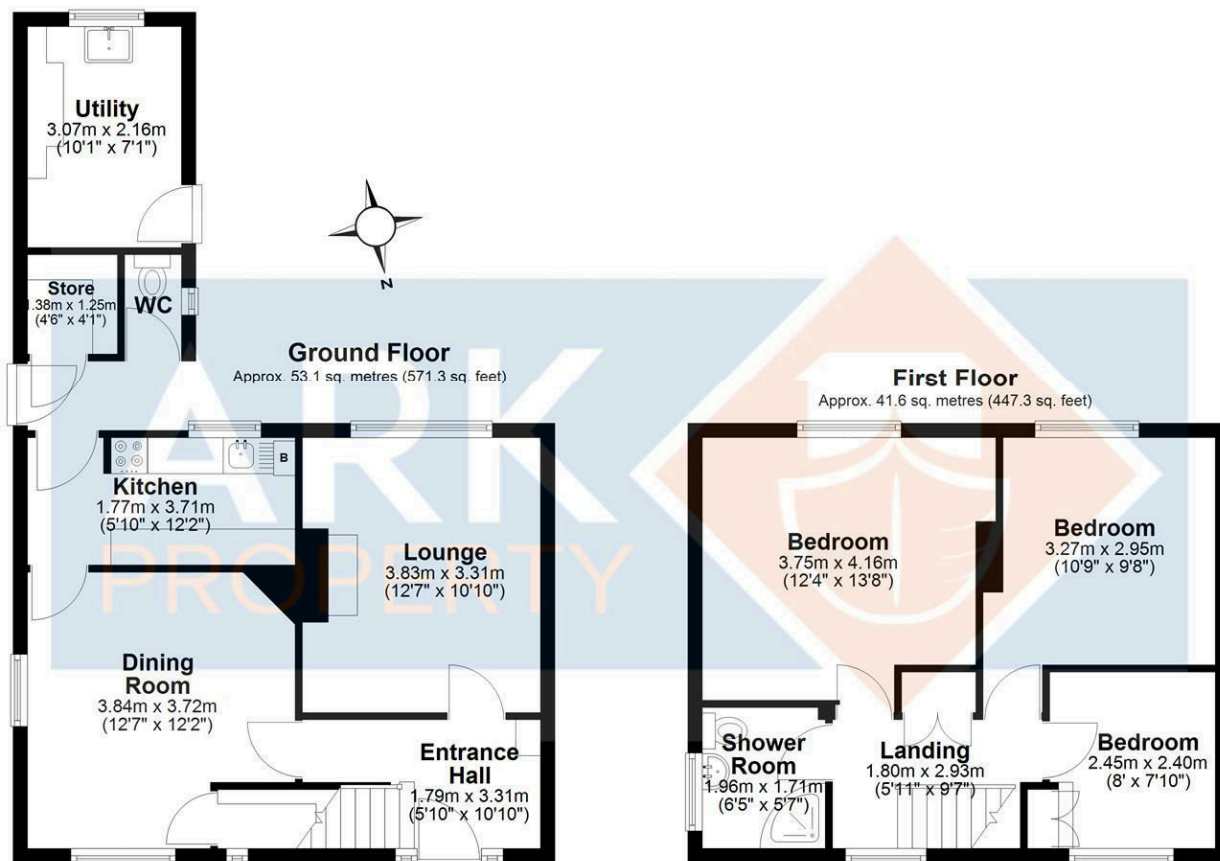 Utility
3.07m x 2.16m
(10'1" x 7'1")
Store
1.38m x 1.25m
(4'6" x 4'1")
WC
N
Ground Floor
Approx. 53.1 sq. metres (571.3 sq. feet)
First Floor
Approx. 41.6 sq. metres (447.3 sq. feet)
ARK
PROPERTY
B
Kitchen
1.77m x 3.71m
(5'10" x 12'2")
Lounge
3.83m x 3.31m
(12'7" x 10'10")
Dining
Room
3.84m x 3.72m
(12'7" x 12'2")
Entrance
Hall
1.79m x 3.31m
(5'10" x 10'10")
Bedroom
3.75m x 4.16m
(12'4" x 13'8")
Bedroom
3.27m x 2.95m
(10'9" x 9'8")
Shower
Room
1.96m x 1.71m
(6'5" x 5'7")
Landing
1.80m x 2.93m
(5'11" x 9'7")
Bedroom
2.45m x 2.40m
(8' x 7'10")